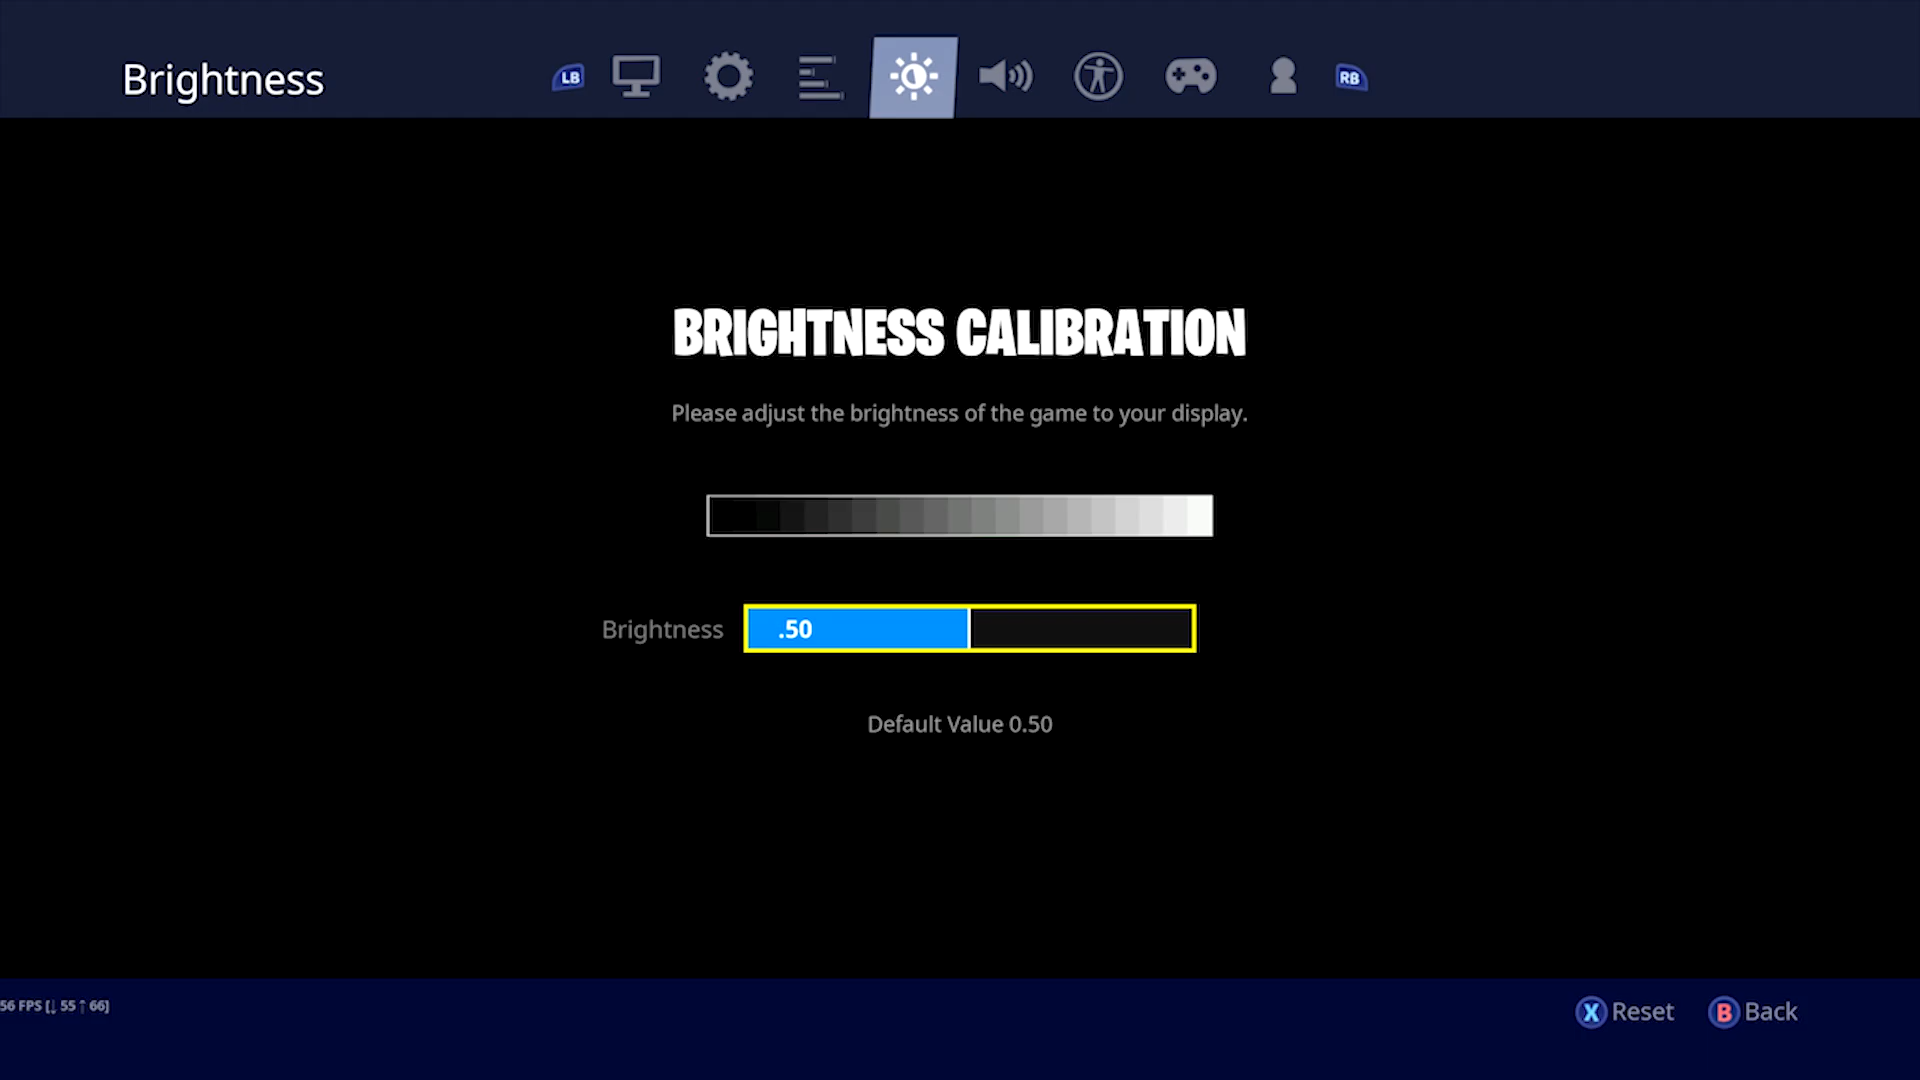 Brightness
LB
RB
BRIGHTNESS CALIBRATION
Please adjust the brightness of the game to your display.
Brightness
.50
Default Value 0.50
56 FPS [↓ 55 ↑ 66]
X Reset
B Back